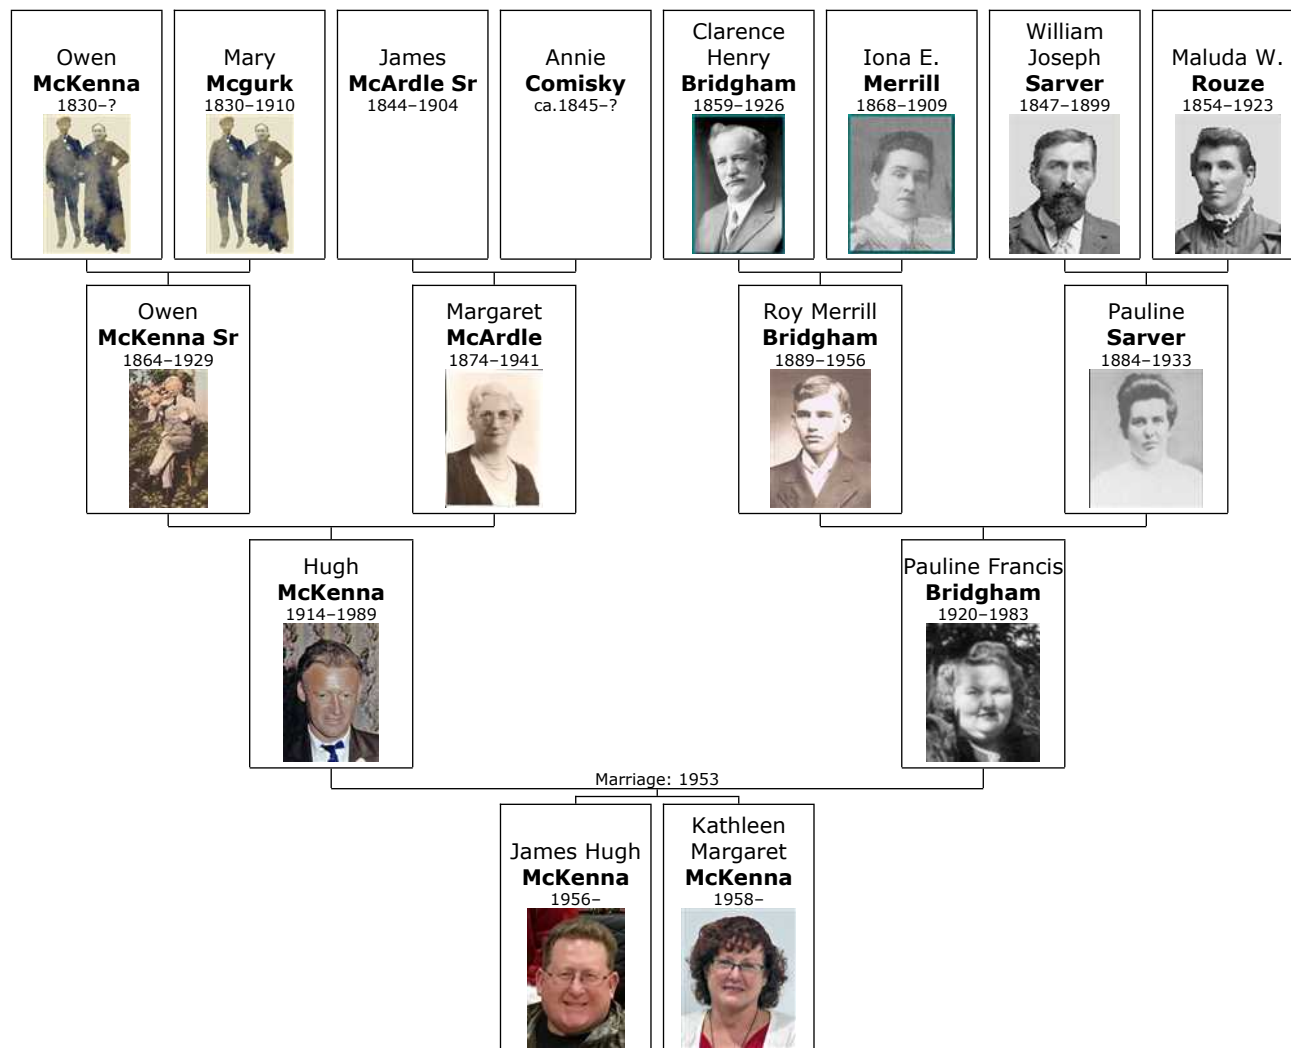 Owen
McKenna
1830–?
Mary
Mcgurk
1830–1910
James
McArdle Sr
1844–1904
Annie
Comisky
ca.1845–?
Clarence
Henry
Bridgham
1859–1926
Iona E.
Merrill
1868–1909
William
Joseph
Sarver
1847–1899
Maluda W.
Rouze
1854–1923
Owen
McKenna Sr
1864–1929
Margaret
McArdle
1874–1941
Roy Merrill
Bridgham
1889–1956
Pauline
Sarver
1884–1933
Hugh
McKenna
1914–1989
Pauline Francis
Bridgham
1920–1983
Marriage: 1953
James Hugh
McKenna
1956–
Kathleen
Margaret
McKenna
1958–